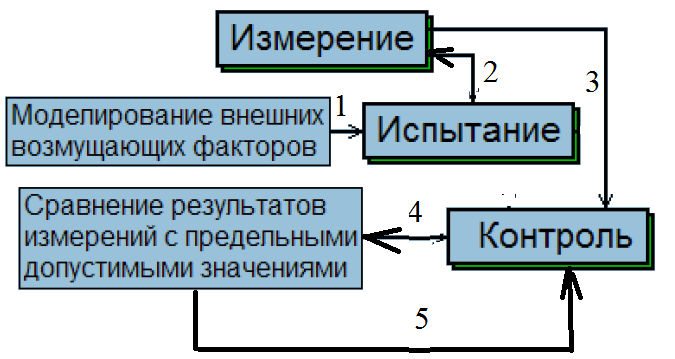 Измерение
2
3
1
Моделирование внешних
возмущающих факторов
Испытание
Сравнение результатов
измерений с предельными
допустимыми значениями
4
Контроль
5